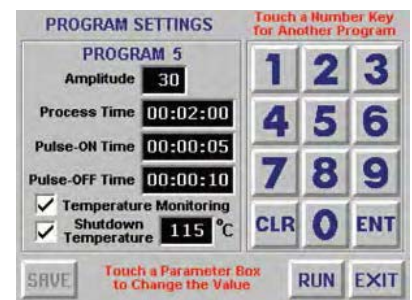 PROGRAM SETTINGS
Touch a Number Key
for Another Program
PROGRAM 5
Amplitude 30
Process Time 00:02:00
Pulse-ON Time 00:00:05
Pulse-OFF Time 00:00:10
Temperature Monitoring
Shutdown
Temperature 115 °C
1 2 3
4 5 6
7 8 9
CLR 0 ENT
SAVE
Touch a Parameter Box
to Change the Value
RUN EXIT